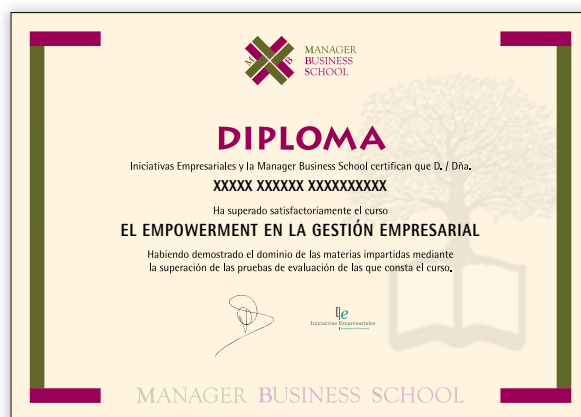 M B
MANAGER
BUSINESS
SCHOOL
DIPLOMA
Iniciativas Empresariales y la Manager Business School certifican que D. / Dña.
XXXXX XXXXXX XXXXXXXXXX
Ha superado satisfactoriamente el curso
EL EMPOWERMENT EN LA GESTIÓN EMPRESARIAL
Habiendo demostrado el dominio de las materias impartidas mediante
la superación de las pruebas de evaluación de las que consta el curso.
Iniciativas Empresariales
MANAGER BUSINESS SCHOOL